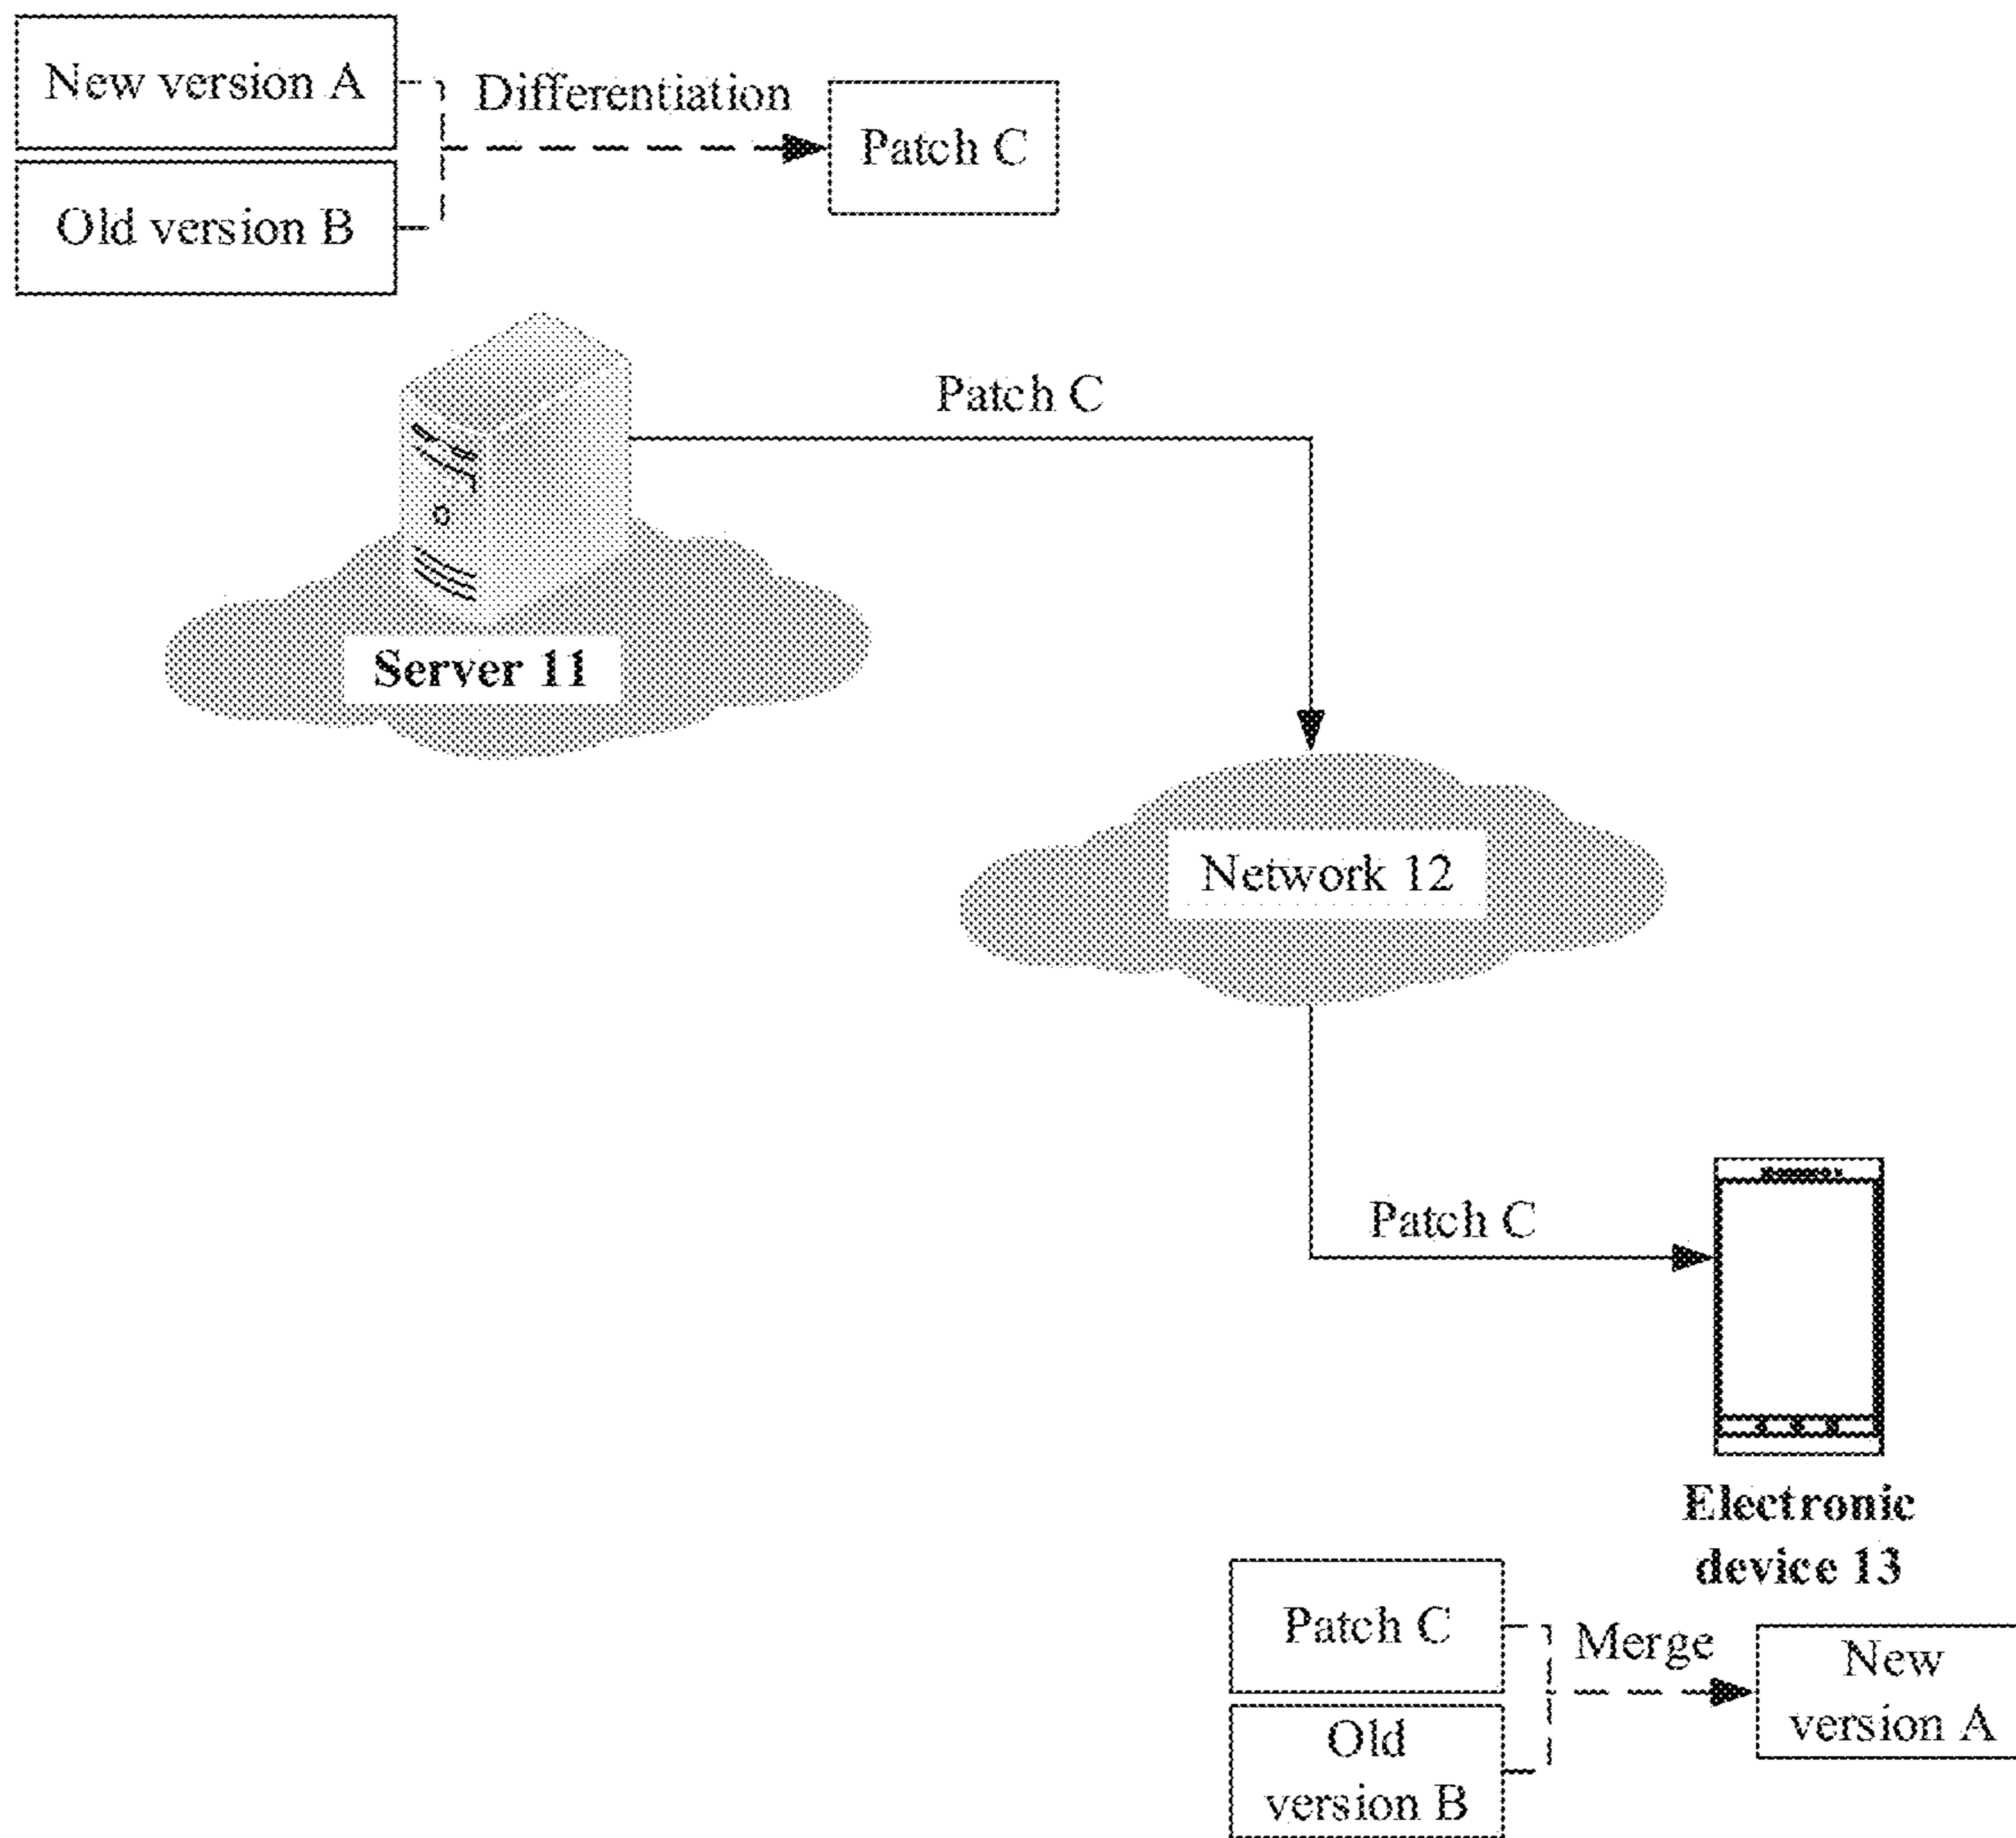 New version A
Differentiation
Patch C
Old version B
Patch C
Server 11
Network 12
Patch C
Electronic
device 13
Patch C
Merge
New
version A
Old
version B